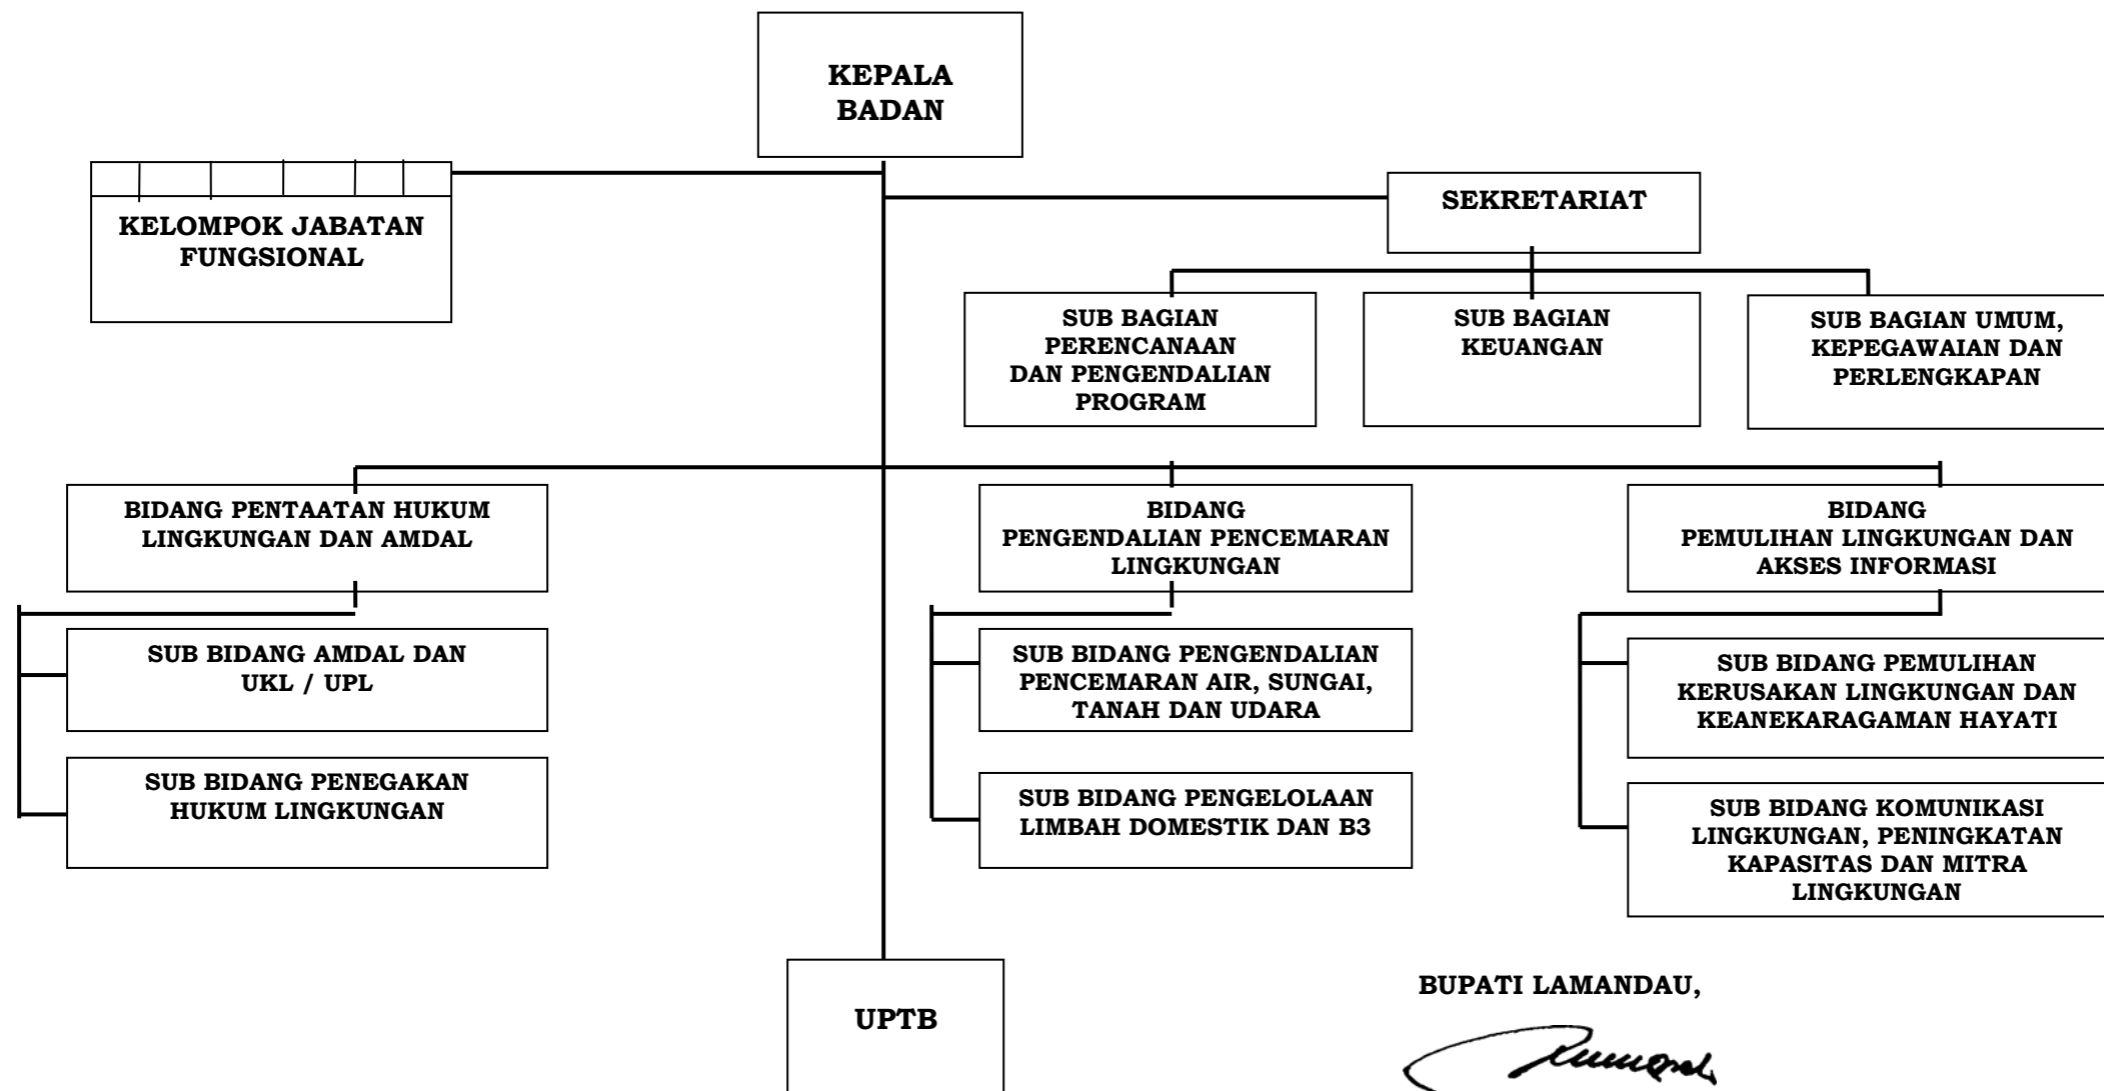 KEPALA
BADAN
KELOMPOK JABATAN
FUNGSIONAL
SEKRETARIAT
SUB BAGIAN
PERENCANAAN
DAN PENGENDALIAN
PROGRAM
SUB BAGIAN
KEUANGAN
SUB BAGIAN UMUM,
KEPEGAWAIAN DAN
PERLENGKAPAN
BIDANG PENTAATAN HUKUM
LINGKUNGAN DAN AMDAL
BIDANG
PENGENDALIAN PENCEMARAN
LINGKUNGAN
BIDANG
PEMULIHAN LINGKUNGAN DAN
AKSES INFORMASI
SUB BIDANG AMDAL DAN
UKL / UPL
SUB BIDANG PENEGAKAN
HUKUM LINGKUNGAN
SUB BIDANG PENGENDALIAN
PENCEMARAN AIR, SUNGAI,
TANAH DAN UDARA
SUB BIDANG PENGELOLAAN
LIMBAH DOMESTIK DAN B3
SUB BIDANG PEMULIHAN
KERUSAKAN LINGKUNGAN DAN
KEANEKARAGAMAN HAYATI
SUB BIDANG KOMUNIKASI
LINGKUNGAN, PENINGKATAN
KAPASITAS DAN MITRA
LINGKUNGAN
UPTB
BUPATI LAMANDAU,